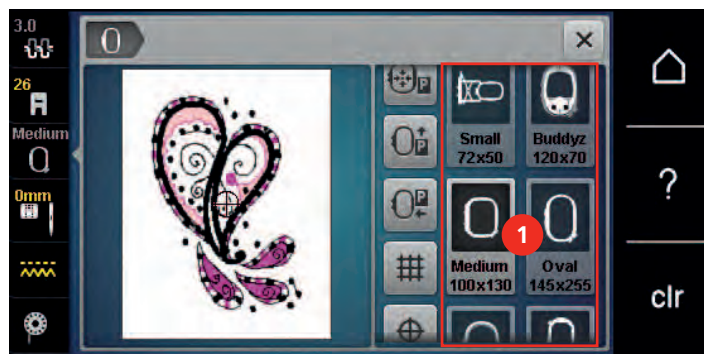 3.0
26
Medium
0mm
P
P
P
Small
72x50
Buddyz
120x70
1
Medium
100x130
Oval
145x255
?
clr